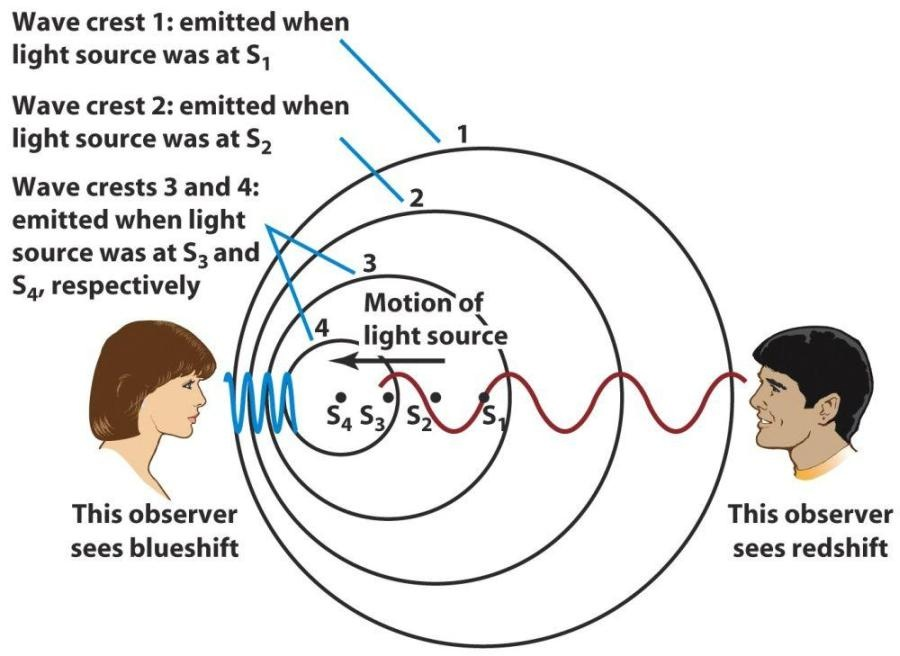 Wave crest 1: emitted when
light source was at S₁
Wave crest 2: emitted when
light source was at S₂
Wave crests 3 and 4:
emitted when light
source was at S₃ and
S₄, respectively
1
2
3
4
Motion of
light source
S₄ S₃ S₂ S₁
This observer
sees blueshift
This observer
sees redshift